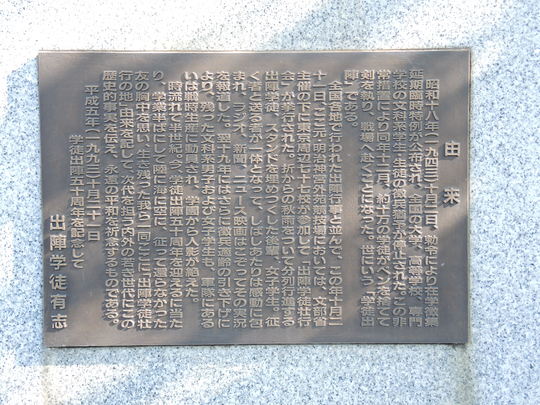 由来
昭和十八年(一九四三)十月二日、勅令により在学徴集
延期臨時特例が公布され、全国の大学、高等学校、専門
学校の文科系学生・生徒の徴兵猶予が停止された。この非
常措置により同年十二月、約十万の学徒がペンを捨てて
剣を執り、戦場へ赴くことになった。世にいう「学徒出
陣」である。
全国各地で行われた出陣行事と並んで、この年十月二
十一日、ここ元・明治神宮外苑競技場においては、文部省
主催の下に東京周辺七十七校が参加して「出陣学徒壮行
会」が挙行された。折からの秋雨をついて分列行進する
出陣学徒、スタンドを埋めつくした後輩、女子学生。征
く者と送る者が一体となって、しばしあたりは感動に包
まれ、ラジオ、新聞、ニュース映画はこぞってその実況
を報道した。翌十九年にはさらに徴兵適齢の引き下げに
より、残った文科系男子および女子学生も、軍隊にある
いは戦時生産に動員され、学園から人影が絶えた。
時流れて半世紀。今、学徒出陣五十周年を迎えるに当た
り、学業半ばにして陸に海に空に、征って還らなかった
友の胸中を思い、生き残った我ら一同ここに「出陣学徒壮
行の地」由来を記して、次代を担う内外の若き世代にこの
歴史的事実を伝え、永遠の平和を祈念するものである。
平成五年(一九九三)十月二十一日
学徒出陣五十周年を記念して
出陣学徒有志